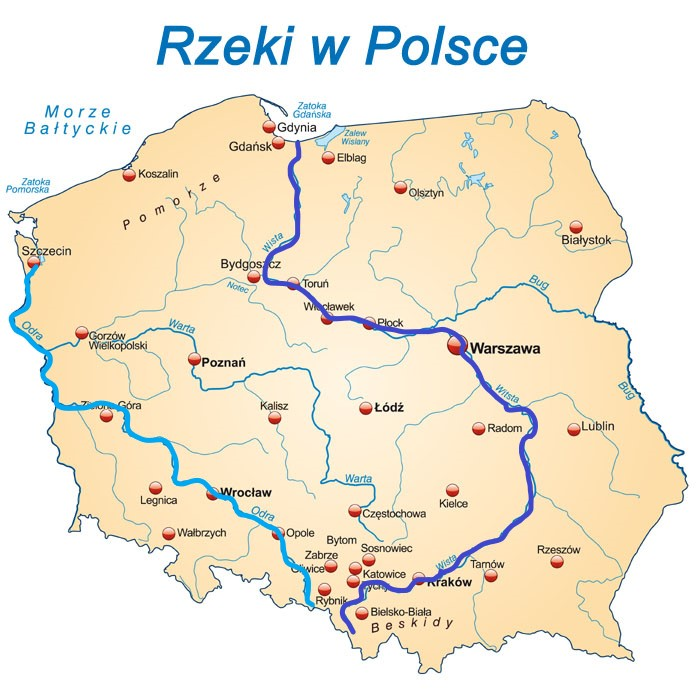 Rzeki w Polsce
Morze
Bałtyckie
Zatoka
Gdańska
Gdynia
Gdańsk
Zalew
Wiślany
Elbląg
Koszalin
Zatoka
Pomorska
Pomorze
Olsztyn
Szczecin
Białystok
Wisła
Bydgoszcz
Toruń
Noteć
Bug
Włocławek
Płock
Odra
Gorzów
Wielkopolski
Warta
Poznań
Warszawa
Bug
Zielona Góra
Kalisz
Łódź
Witsła
Radom
Lublin
Legnica
Wrocław
Warta
Kielce
Odra
Częstochowa
Wałbrzych
Opole
Bytom
Sosnowiec
Zabrze
Gliwice
Katowice
Tychy
Wisła
Kraków
Tarnów
Rzeszów
Rybnik
Bielsko-Biała
Beskidy